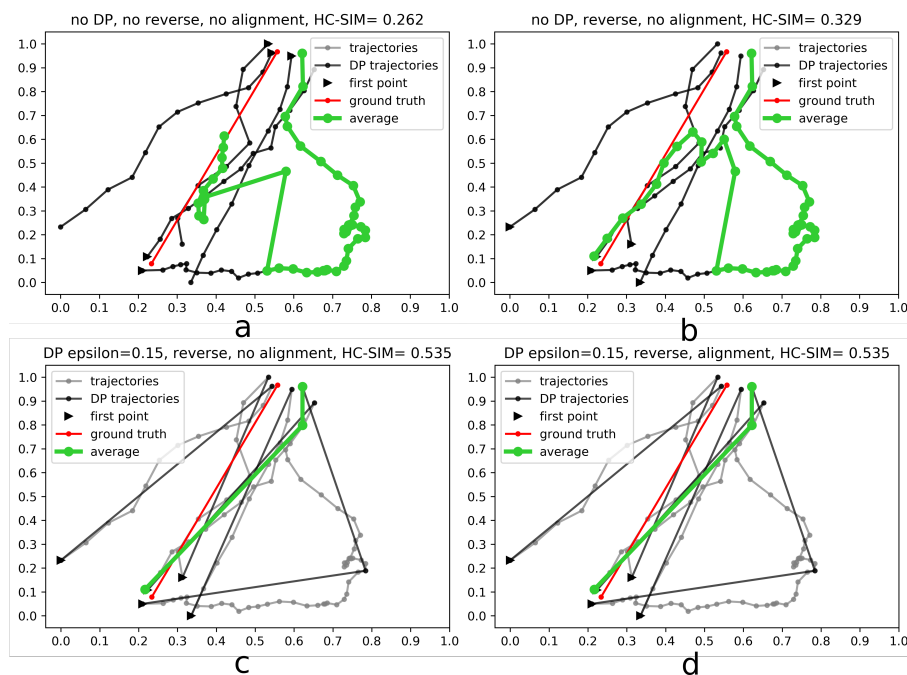 no DP, no reverse, no alignment, HC-SIM= 0.262
1.0
0.9
0.8
0.7
0.6
0.5
0.4
0.3
0.2
0.1
0.0
trajectories
DP trajectories
first point
ground truth
average
0.0 0.1 0.2 0.3 0.4 0.5 0.6 0.7 0.8 0.9 1.0
a
no DP, reverse, no alignment, HC-SIM= 0.329
1.0
0.9
0.8
0.7
0.6
0.5
0.4
0.3
0.2
0.1
0.0
trajectories
DP trajectories
first point
ground truth
average
0.0 0.1 0.2 0.3 0.4 0.5 0.6 0.7 0.8 0.9 1.0
b
DP epsilon=0.15, reverse, no alignment, HC-SIM= 0.535
1.0
0.9
0.8
0.7
0.6
0.5
0.4
0.3
0.2
0.1
0.0
trajectories
DP trajectories
first point
ground truth
average
0.0 0.1 0.2 0.3 0.4 0.5 0.6 0.7 0.8 0.9 1.0
c
DP epsilon=0.15, reverse, alignment, HC-SIM= 0.535
1.0
0.9
0.8
0.7
0.6
0.5
0.4
0.3
0.2
0.1
0.0
trajectories
DP trajectories
first point
ground truth
average
0.0 0.1 0.2 0.3 0.4 0.5 0.6 0.7 0.8 0.9 1.0
d